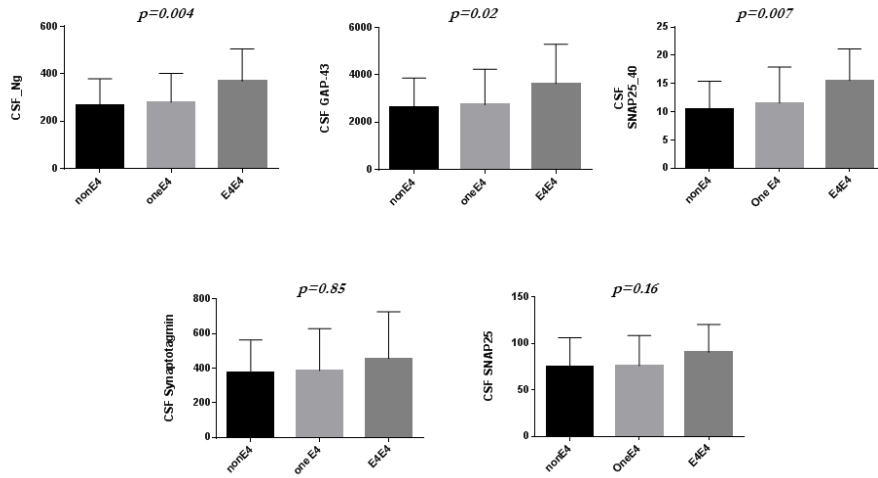 p=0.004
CSF_Ng
600
400
200
0
nonE4
oneE4
E4E4
p=0.02
CSF GAP-43
6000
4000
2000
0
nonE4
oneE4
E4E4
p=0.007
CSF
SNAP25_40
25
20
15
10
5
0
nonE4
One E4
E4E4
p=0.85
CSF Synaptotagmin
800
600
400
200
0
nonE4
one E4
E4E4
p=0.16
CSF SNAP25
150
100
50
0
nonE4
OneE4
E4E4